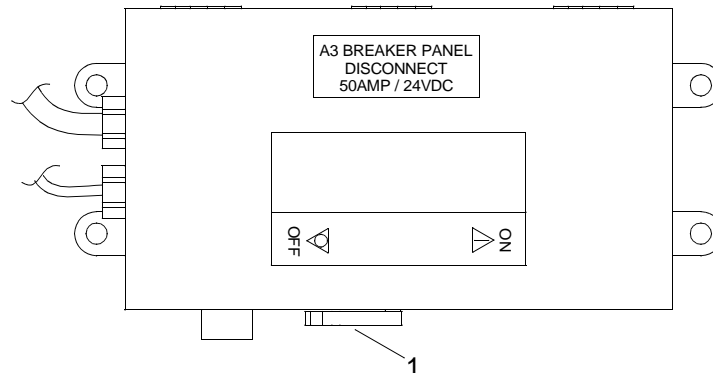 A3 BREAKER PANEL
DISCONNECT
50AMP / 24VDC
OFF
ON
1